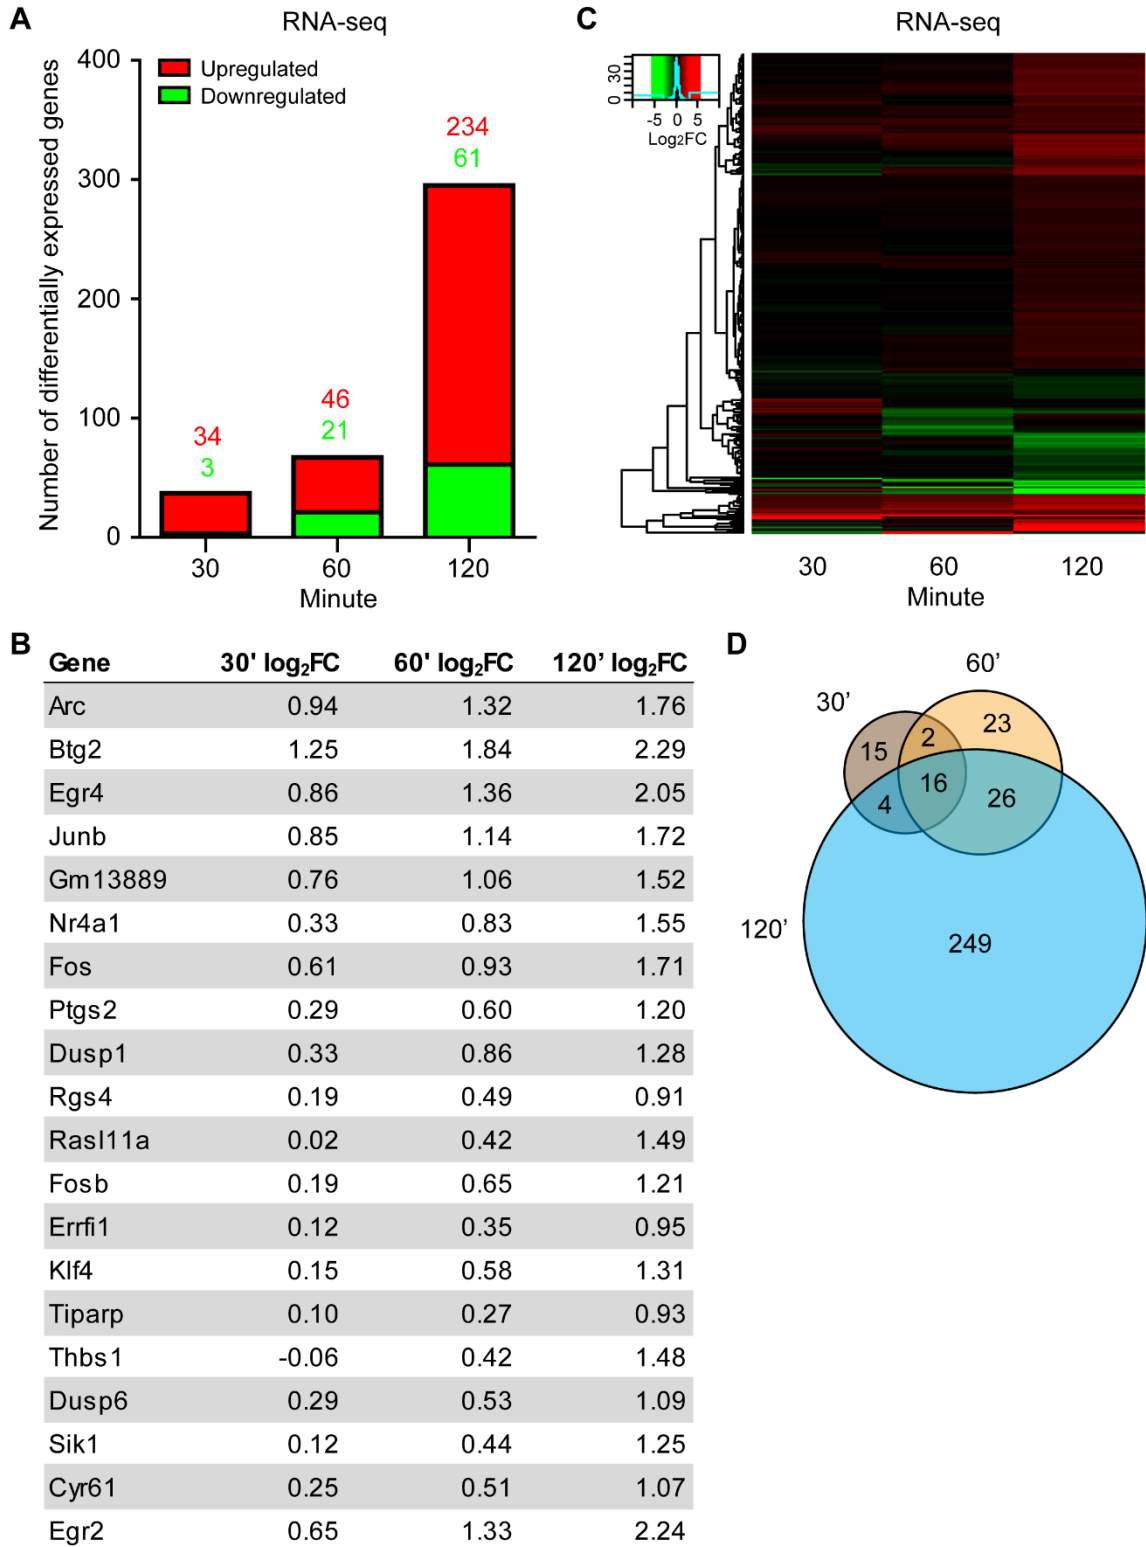 A
RNA-seq
Number of differentially expressed genes
400
300
200
100
0
Upregulated
Downregulated
34
3
46
21
234
61
30
60
120
Minute
C
RNA-seq
0
30
-5
0
5
Log₂FC
30
60
120
Minute
B
Gene 30' log₂FC 60' log₂FC 120’ log₂FC
Arc 0.94 1.32 1.76
Btg2 1.25 1.84 2.29
Egr4 0.86 1.36 2.05
Junb 0.85 1.14 1.72
Gm13889 0.76 1.06 1.52
Nr4a1 0.33 0.83 1.55
Fos 0.61 0.93 1.71
Ptgs2 0.29 0.60 1.20
Dusp1 0.33 0.86 1.28
Rgs4 0.19 0.49 0.91
Rasl11a 0.02 0.42 1.49
Fosb 0.19 0.65 1.21
Errfi1 0.12 0.35 0.95
Klf4 0.15 0.58 1.31
Tiparp 0.10 0.27 0.93
Thbs1 -0.06 0.42 1.48
Dusp6 0.29 0.53 1.09
Sik1 0.12 0.44 1.25
Cyr61 0.25 0.51 1.07
Egr2 0.65 1.33 2.24
D
60’
30’
15
2
23
16
4
26
120’
249